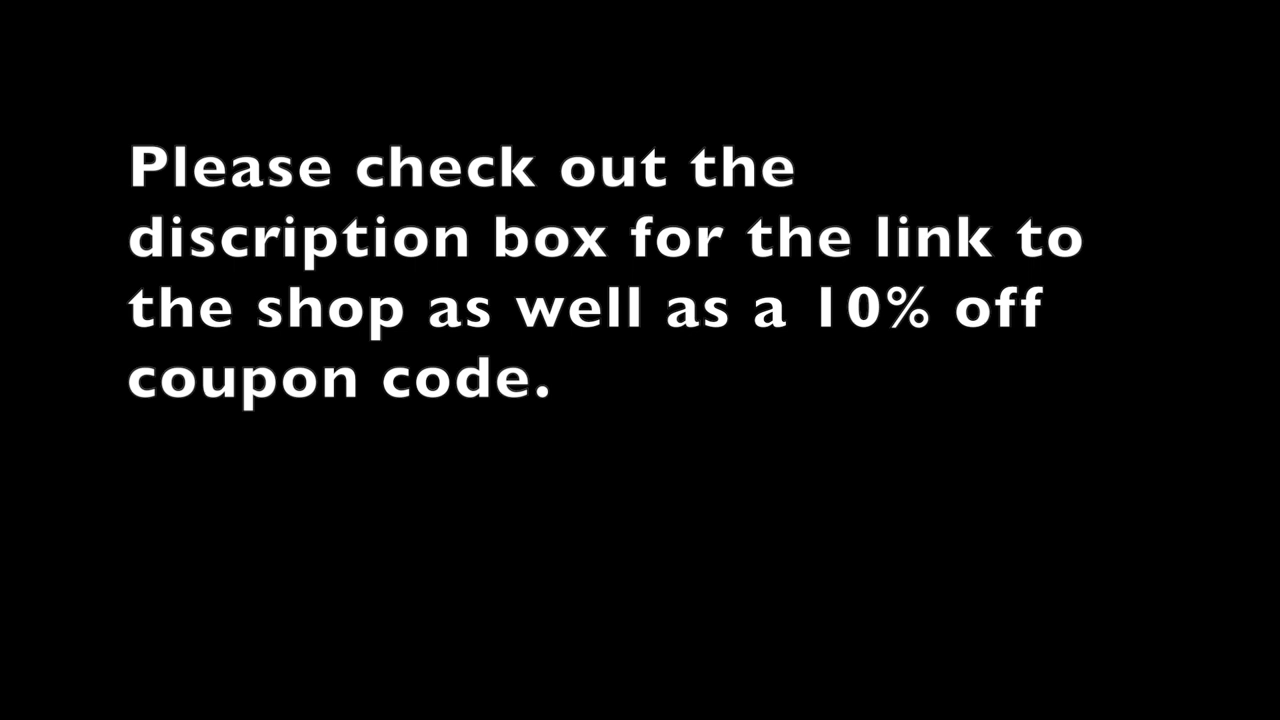 Please check out the
discription box for the link to
the shop as well as a 10% off
coupon code.